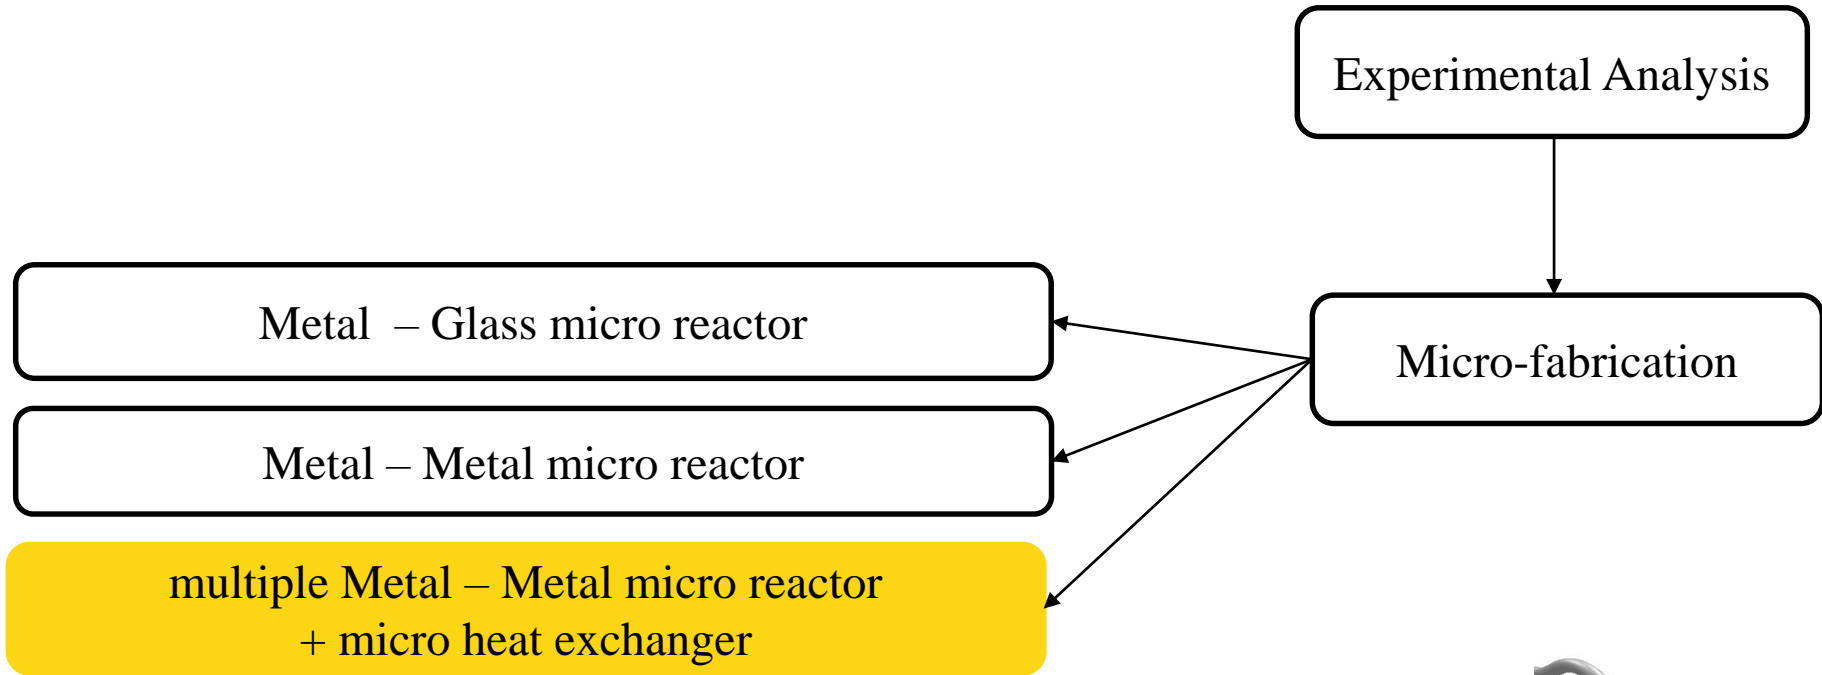 Experimental Analysis
Metal – Glass micro reactor
Micro-fabrication
Metal – Metal micro reactor
multiple Metal – Metal micro reactor
+ micro heat exchanger